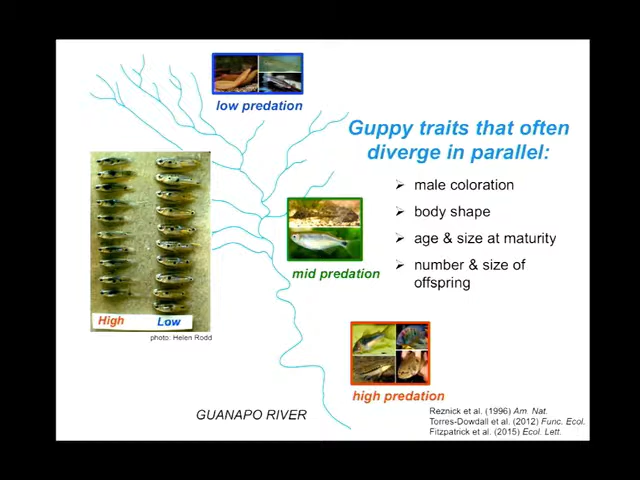 low predation
Guppy traits that often
diverge in parallel:
➢ male coloration
➢ body shape
➢ age & size at maturity
➢ number & size of
offspring
mid predation
High Low
photo: Helen Rodd
high predation
GUANAPO RIVER
Reznick et al. (1996) Am. Nat.
Torres-Dowdall et al. (2012) Func. Ecol.
Fitzpatrick et al. (2015) Ecol. Lett.